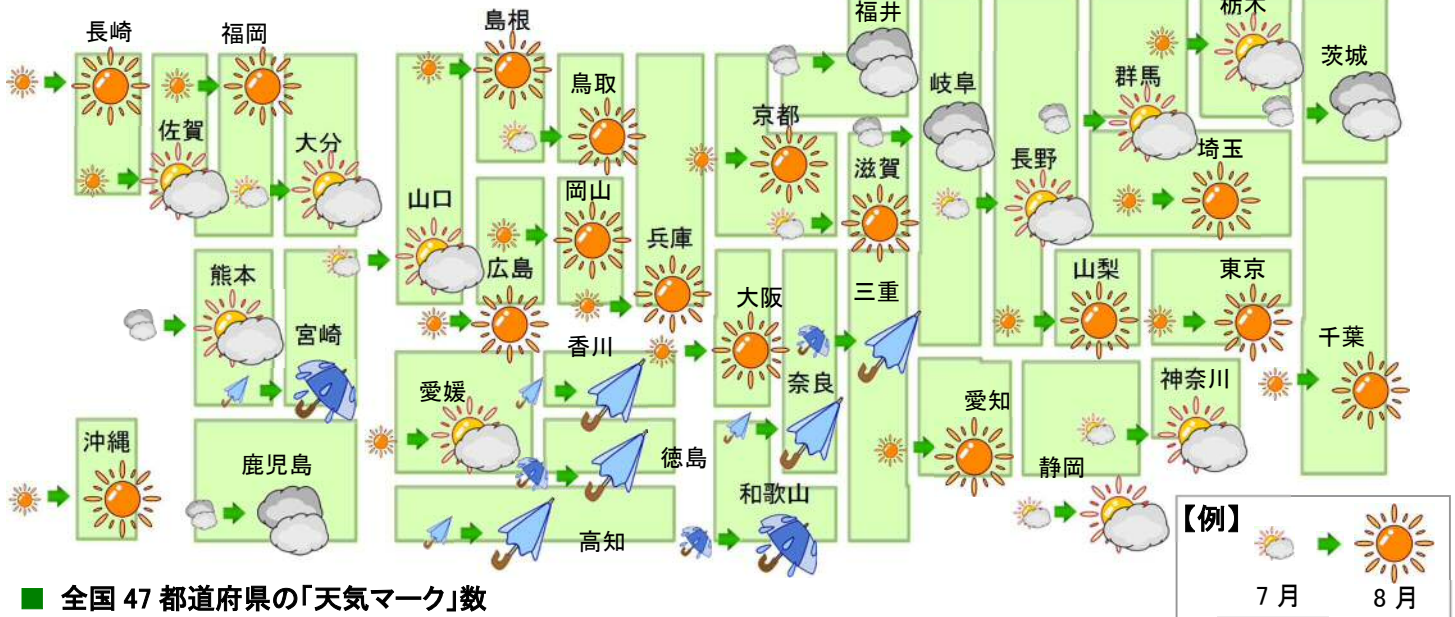 福井
栃木
島根
長崎
福岡
茨城
群馬
岐阜
鳥取
京都
佐賀
大分
埼玉
長野
滋賀
岡山
山口
兵庫
広島
熊本
山梨
東京
三重
大阪
宮崎
千葉
香川
奈良
神奈川
愛媛
愛知
沖縄
徳島
鹿児島
静岡
和歌山
高知
【例】
7月 8月
■ 全国 47 都道府県の「天気マーク」数